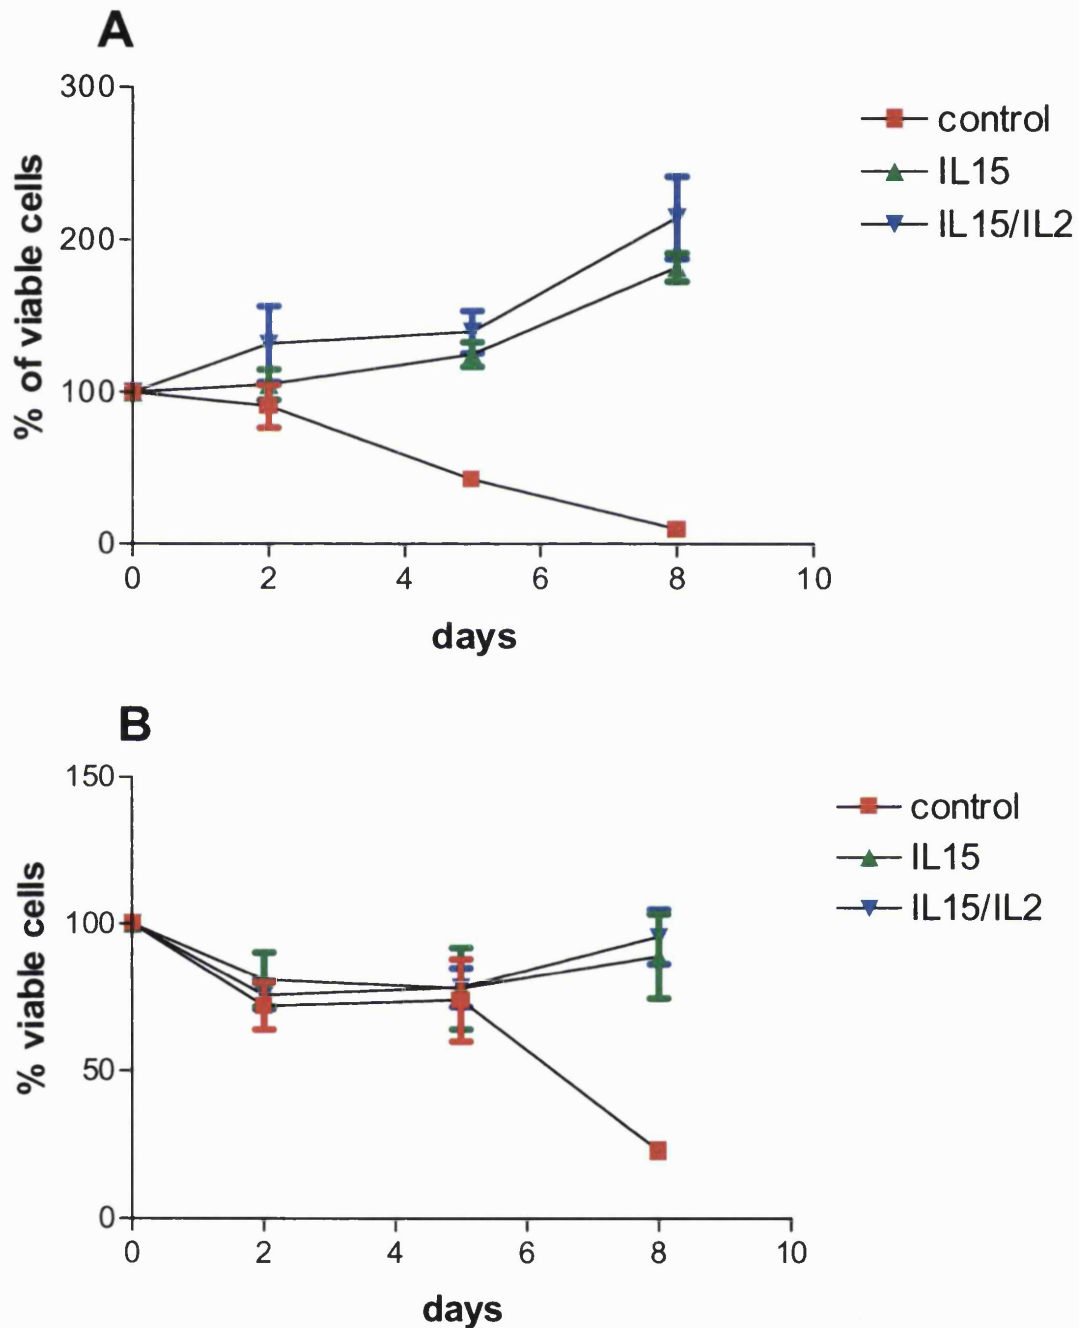 A
300
200
100
0
% of viable cells
0 2 4 6 8 10
days
control
IL15
IL15/IL2
B
150
100
50
0
% viable cells
0 2 4 6 8 10
days
control
IL15
IL15/IL2